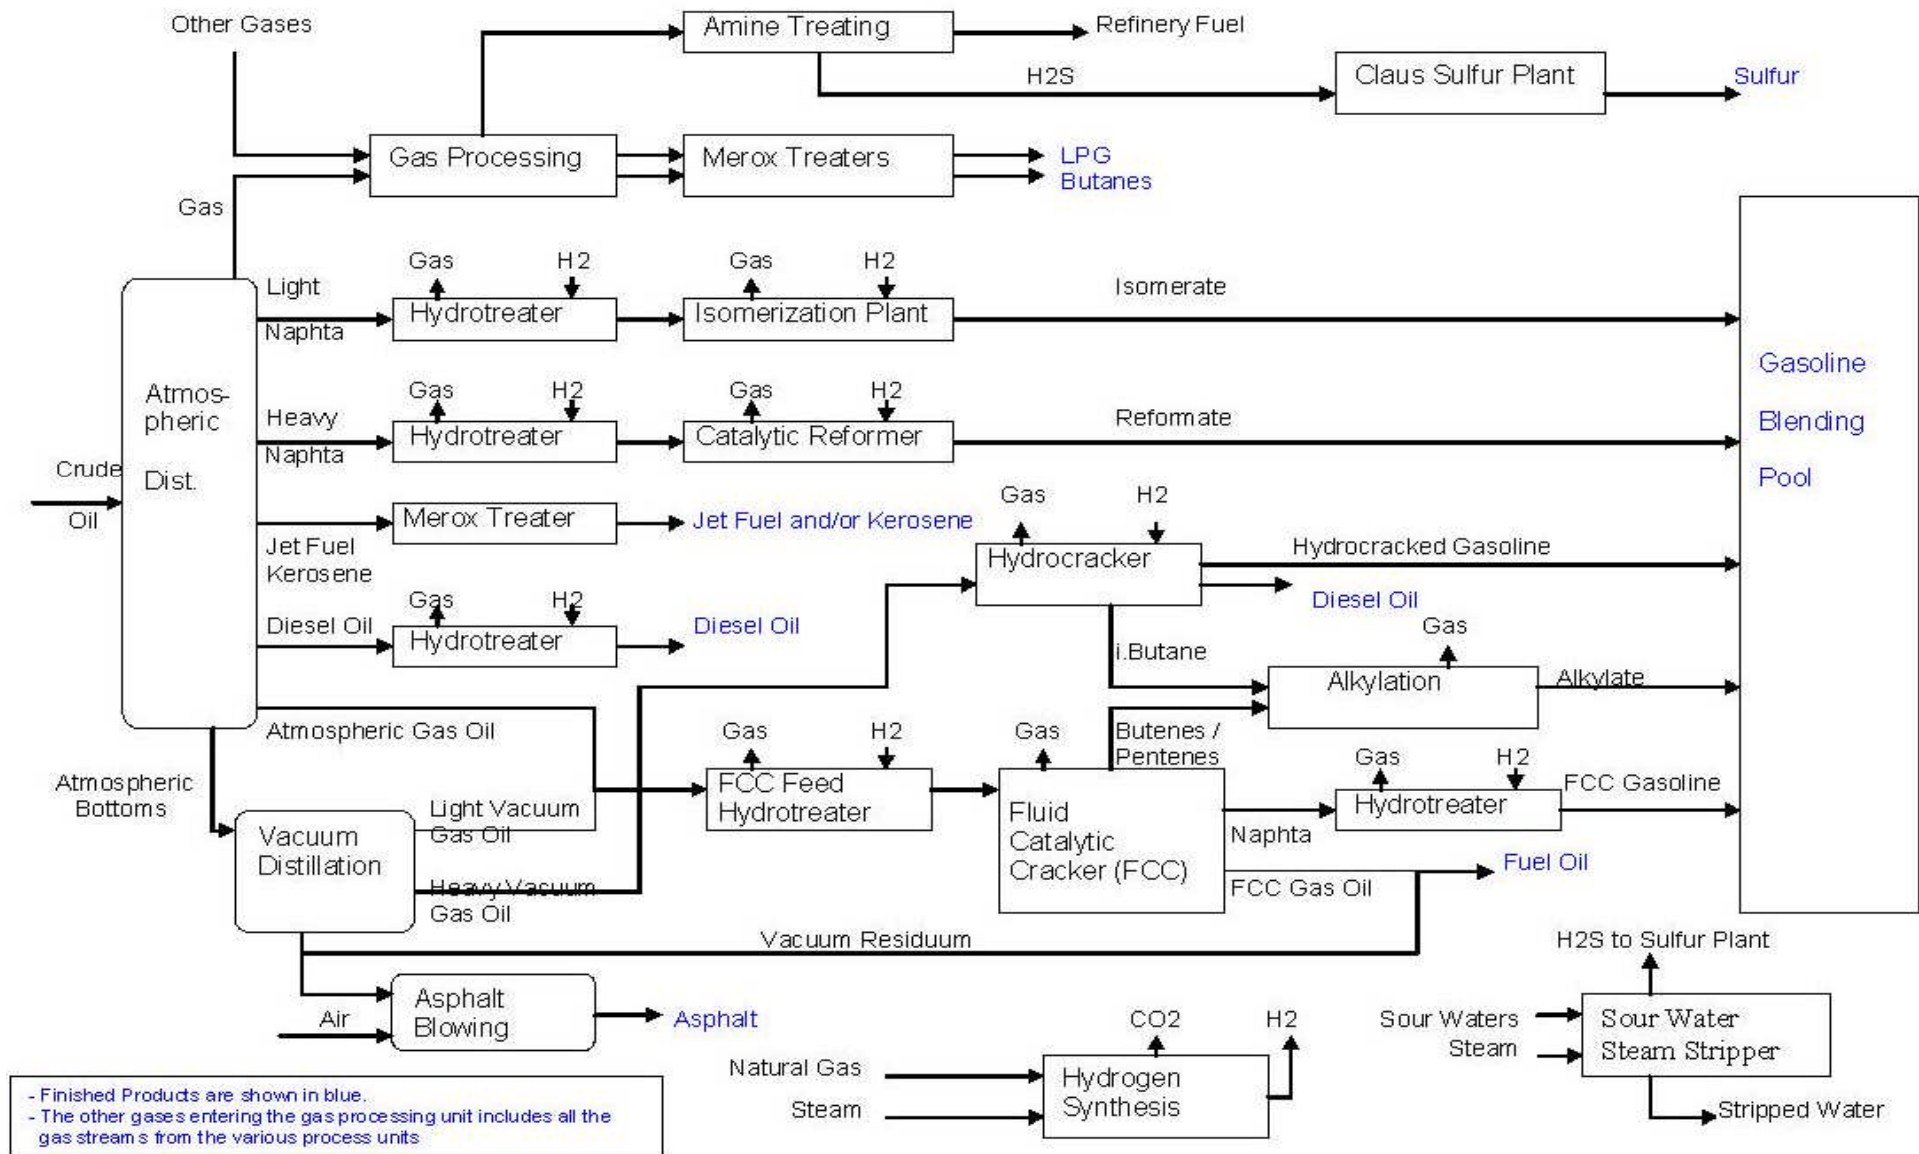 Other Gases
Amine Treating
Refinery Fuel
H2S
Claus Sulfur Plant
Sulfur
Gas Processing
Merox Treaters
LPG
Butanes
Gas
Gas
H2
Gas
H2
Light
Naphta
Hydrotreater
Isomerization Plant
Isomerate
Gasoline
Blending
Pool
Atmos-
pheric
Dist.
Gas
H2
Gas
H2
Heavy
Naphta
Hydrotreater
Catalytic Reformer
Reformate
Crude
Oil
Merox Treater
Jet Fuel and/or Kerosene
Jet Fuel
Kerosene
Gas
H2
Hydrocracker
Hydrocracked Gasoline
Diesel Oil
Gas
H2
Diesel Oil
Hydrotreater
Diesel Oil
i.Butane
Gas
Alkylation
Alkylate
Atmospheric Gas Oil
Gas
H2
Gas
Butenes /
Pentenes
Atmospheric
Bottoms
FCC Feed
Hydrotreater
Gas
H2
Hydrotreater
FCC Gasoline
Light Vacuum
Gas Oil
Fluid
Catalytic
Cracker (FCC)
Naphta
Vacuum
Distillation
Heavy Vacuum
Gas Oil
FCC Gas Oil
Fuel Oil
Vacuum Residuum
H2S to Sulfur Plant
Asphalt
Blowing
Air
Asphalt
CO2
H2
Sour Waters
Steam
Sour Water
Steam Stripper
Natural Gas
Steam
Hydrogen
Synthesis
Stripped Water
- Finished Products are shown in blue.
- The other gases entering the gas processing unit includes all the
gas streams from the various process units